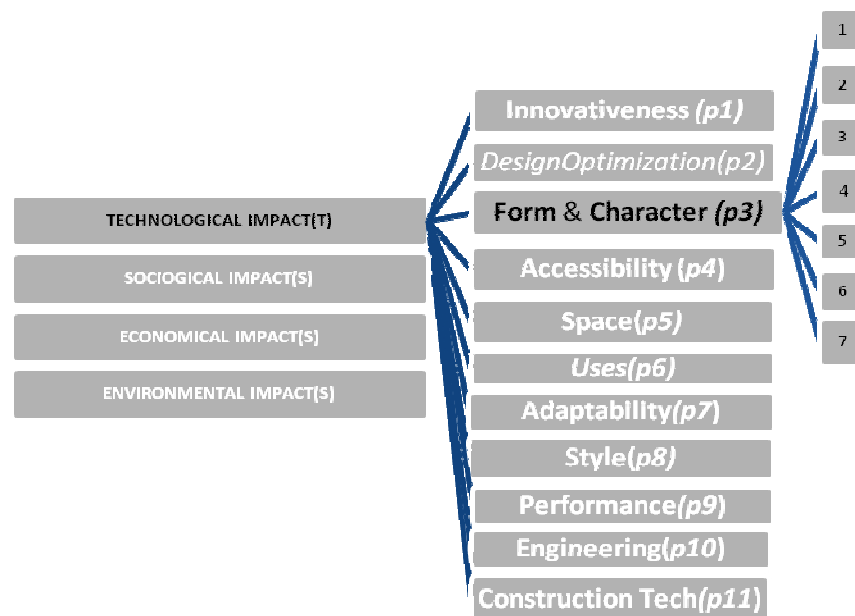 TECHNOLOGICAL IMPACT(T)
SOCIOGICAL IMPACT(S)
ECONOMICAL IMPACT(S)
ENVIRONMENTAL IMPACT(S)
Innovativeness (p1)
DesignOptimization(p2)
Form & Character (p3)
Accessibility (p4)
Space(p5)
Uses(p6)
Adaptability(p7)
Style(p8)
Performance(p9)
Engineering(p10)
Construction Tech(p11)
1
2
3
4
5
6
7